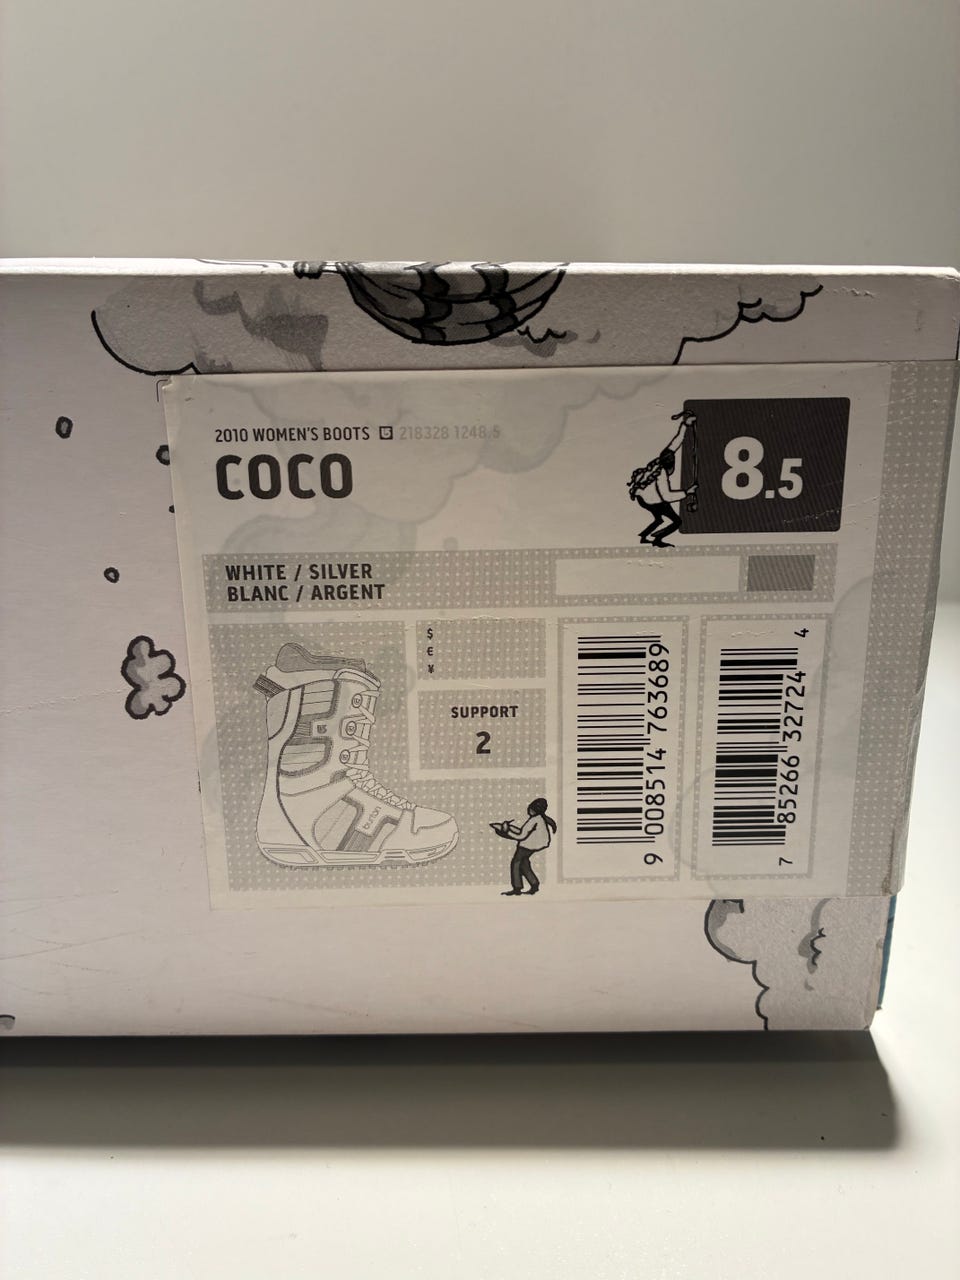 2010 WOMEN'S BOOTS 218328 1248.5
COCO
8.5
WHITE / SILVER
BLANC / ARGENT
$
€
¥
SUPPORT
2
burton
9 008514 763689
7 85266 32724 4